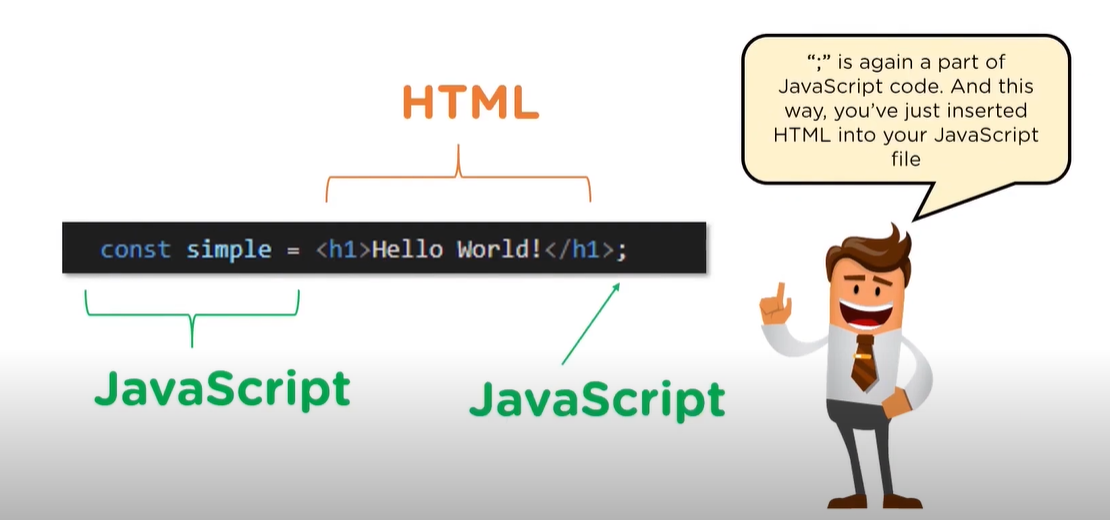 “;” is again a part of
JavaScript code. And this
way, you’ve just inserted
HTML into your JavaScript
file
HTML
const simple = <h1>Hello World!</h1>;
JavaScript
JavaScript